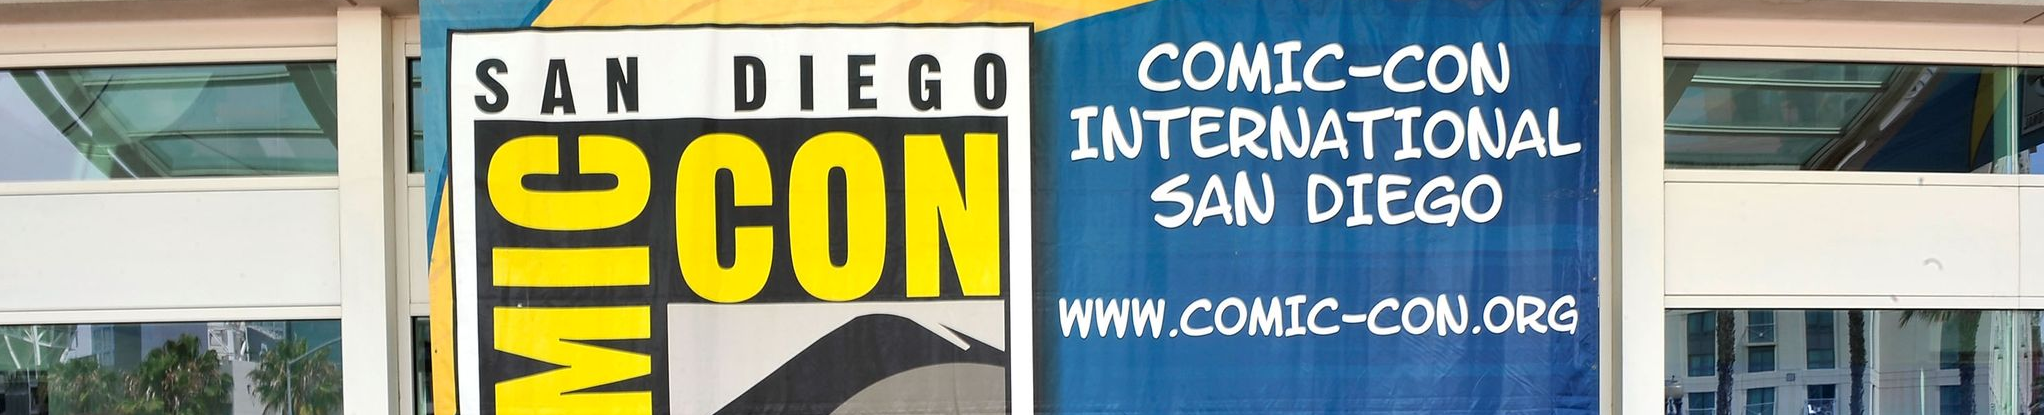 SAN DIEGO
MIC
CON
COMIC-CON
INTERNATIONAL
SAN DIEGO
WWW.COMIC-CON.ORG